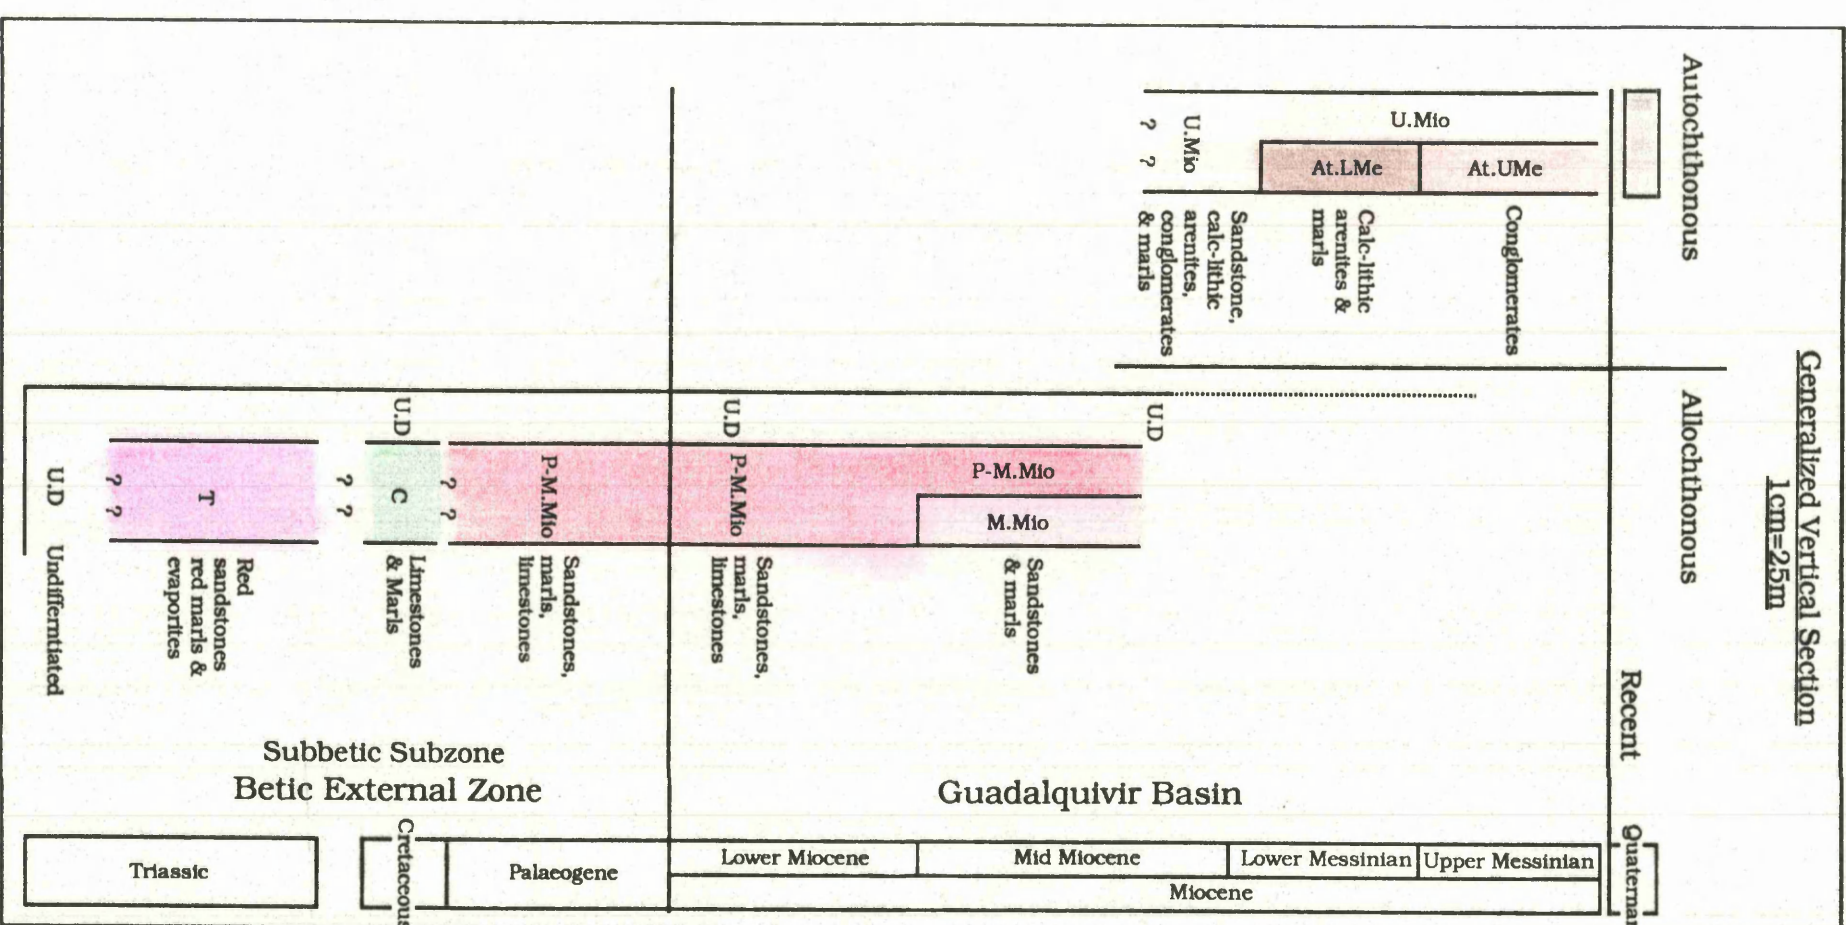 Generalized Vertical Section
1cm=25m
Autochthonous
Allochthonous
Recent
U.Mio
At.LMe
At.UMe
U.Mio
?
?
Sandstone,
calc-lithic
arenites,
conglomerates
& marls
Calc-lithic
arenites &
marls
Conglomerates
U.D
U.D
U.D
U.D
T
?
?
?
?
C
?
?
P-M.Mio
P-M.Mio
P-M.Mio
M.Mio
Undifferntiated
Red
sandstones
red marls &
evaporites
Limestones
& Marls
Sandstones,
marls,
limestones
Sandstones,
marls,
limestones
Sandstones
& marls
Subbetic Subzone
Betic External Zone
Guadalquivir Basin
Triassic
Cretaceous
Palaeogene
Lower Miocene
Mid Miocene
Lower Messinian
Upper Messinian
Miocene